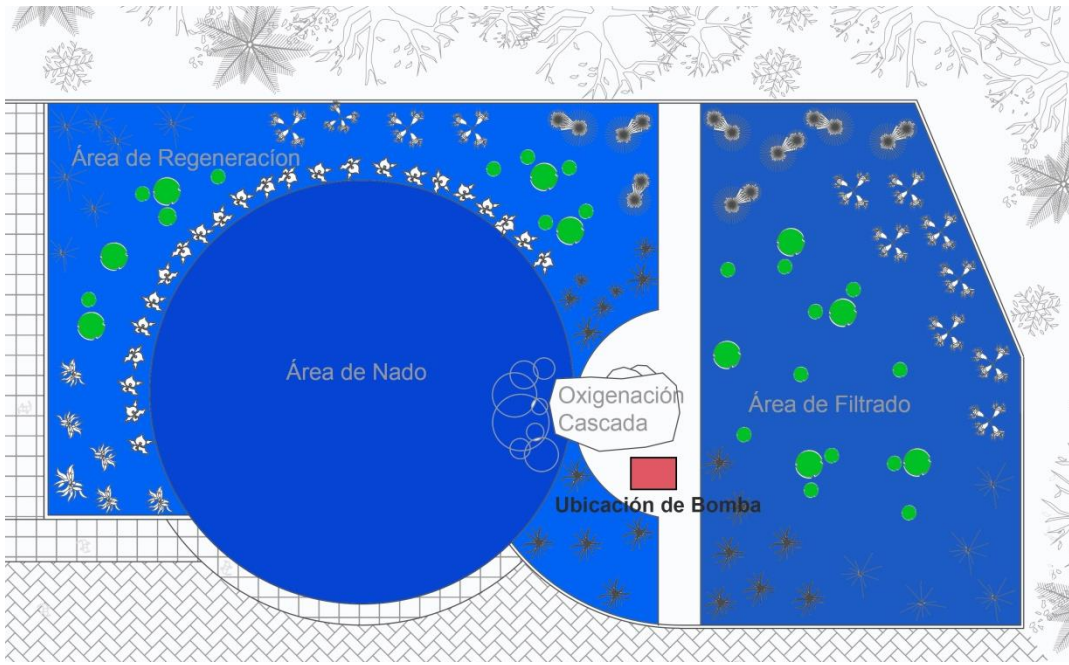 Área de Regeneracíon
Área de Nado
Oxigenación
Cascada
Área de Filtrado
Ubicación de Bomba